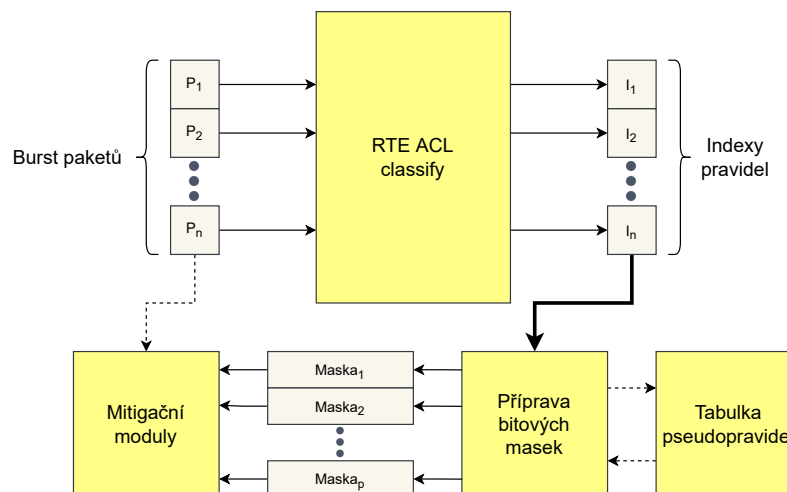 P1
I1
P2
I2
Burst paketů
RTE ACL
classify
Indexy
pravidel
Pn
In
Mitigační
moduly
Maska1
Maska2
Maskap
Příprava
bitových
masek
Tabulka
pseudopravidel